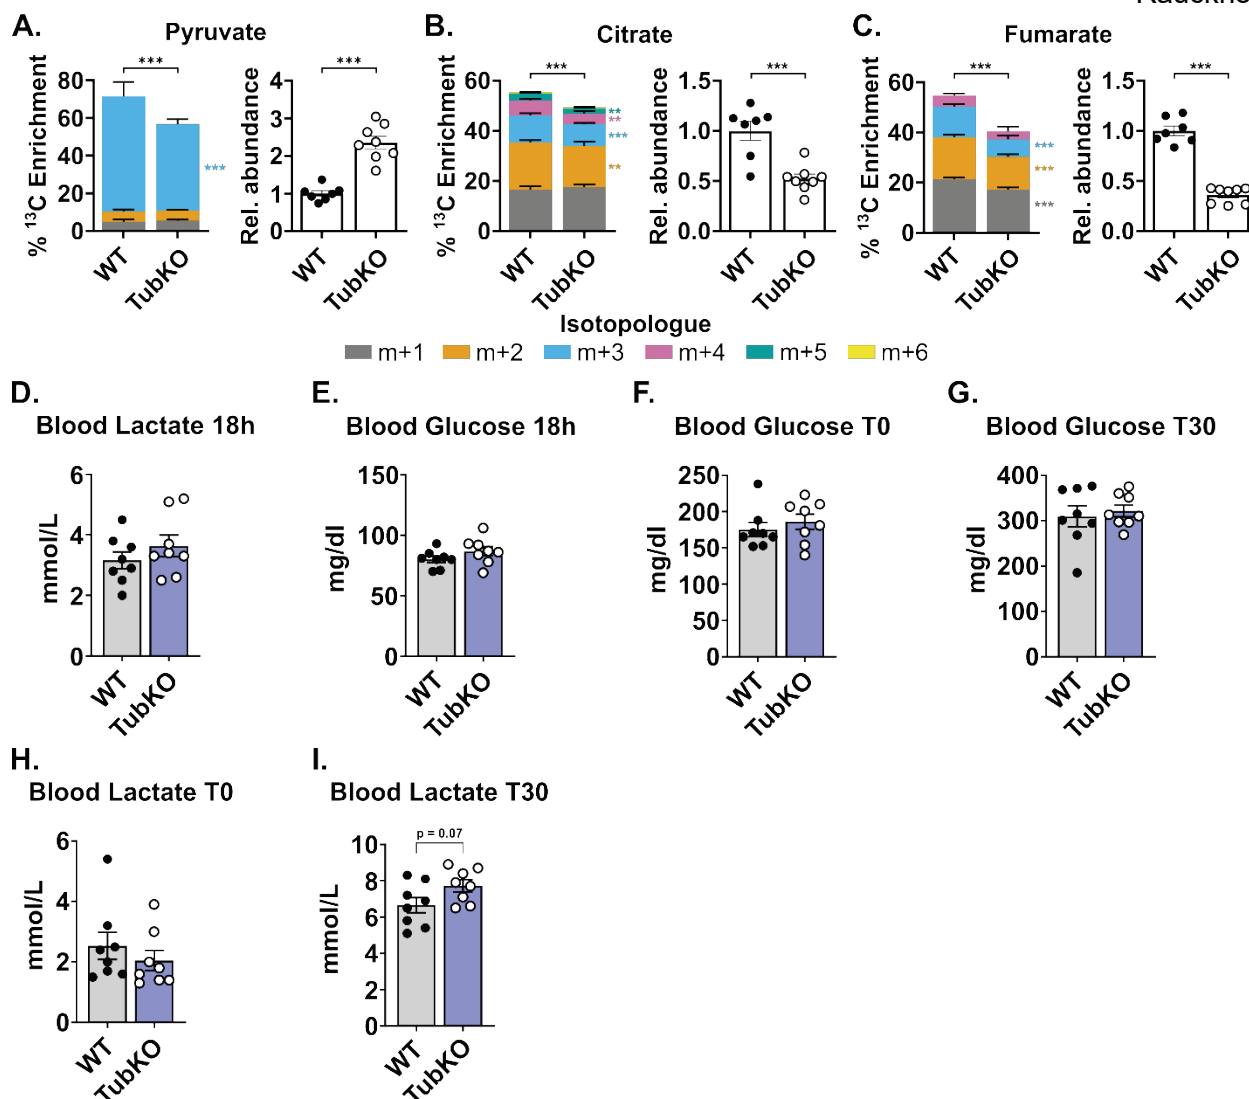 A. Pyruvate
B. Citrate
C. Fumarate
% ¹³C Enrichment
80
60
40
20
0
***
***
WT
TubKO
Rel. abundance
4
3
2
1
0
***
WT
TubKO
% ¹³C Enrichment
60
40
20
0
***
**
**
***
**
WT
TubKO
Rel. abundance
1.5
1.0
0.5
0.0
***
WT
TubKO
% ¹³C Enrichment
60
40
20
0
***
***
***
***
WT
TubKO
Rel. abundance
1.5
1.0
0.5
0.0
***
WT
TubKO
Isotopologue
m+1 m+2 m+3 m+4 m+5 m+6
D.
Blood Lactate 18h
mmol/L
6
4
2
0
WT
TubKO
E.
Blood Glucose 18h
mg/dl
150
100
50
0
WT
TubKO
F.
Blood Glucose T0
mg/dl
250
200
150
100
50
0
WT
TubKO
G.
Blood Glucose T30
mg/dl
400
300
200
100
0
WT
TubKO
H.
Blood Lactate T0
mmol/L
6
4
2
0
WT
TubKO
I.
Blood Lactate T30
mmol/L
10
8
6
4
2
0
p = 0.07
WT
TubKO